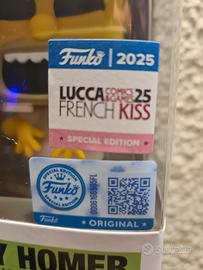 Funko 2025
LUCCA COMICS & GAMES 25
FRENCH KISS
★ SPECIAL EDITION ★
Funko
ORIGINAL
Y HOMER